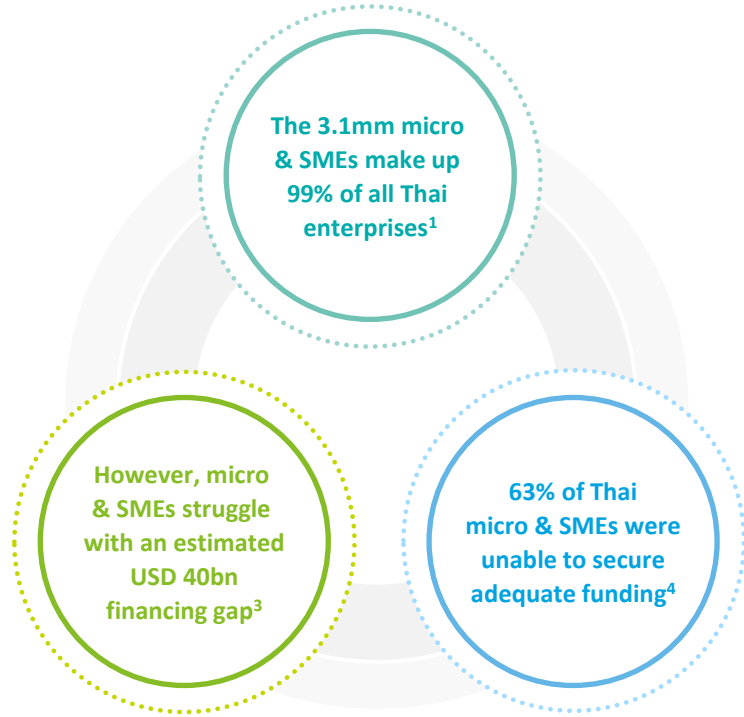 The 3.1mm micro
& SMEs make up
99% of all Thai
enterprises¹
However, micro
& SMEs struggle
with an estimated
USD 40bn
financing gap³
63% of Thai
micro & SMEs were
unable to secure
adequate funding⁴